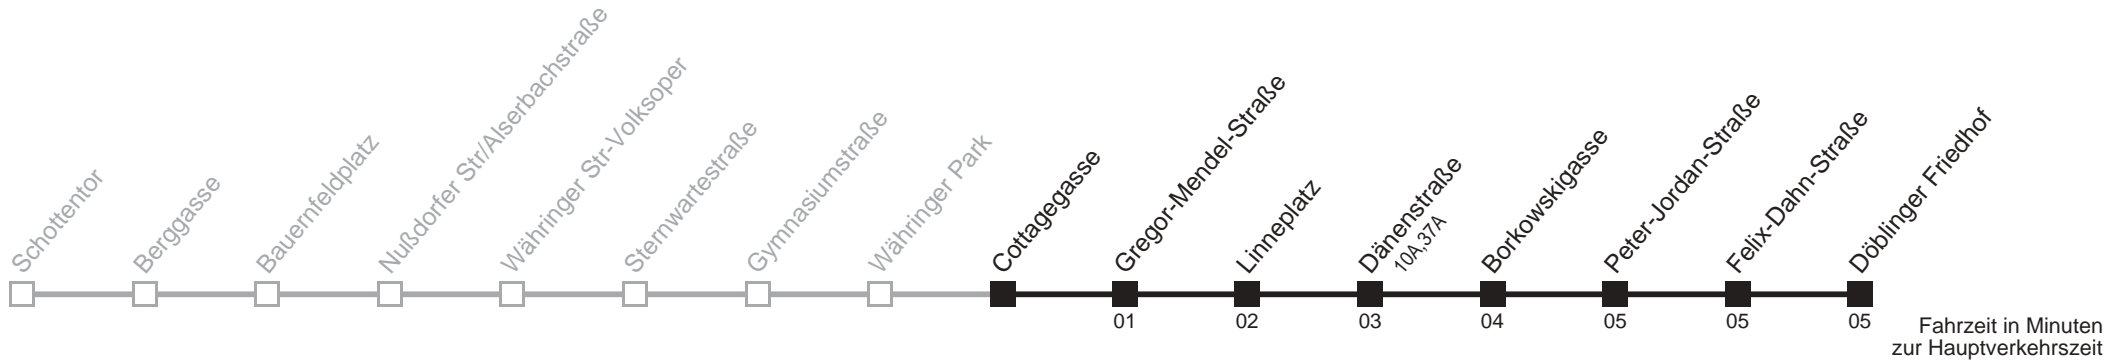 Schottentor
Berggasse
Bauernfeldplatz
Nußdorfer Str/Alserbachstraße
Währinger Str-Volksoper
Sternwartestraße
Gymnasiumstraße
Währinger Park
Cottagegasse
Gregor-Mendel-Straße
Linneplatz
Dänenstraße
10A,37A
Borkowskigasse
Peter-Jordan-Straße
Felix-Dahn-Straße
Döblinger Friedhof
01
02
03
04
05
05
05
Fahrzeit in Minuten
zur Hauptverkehrszeit